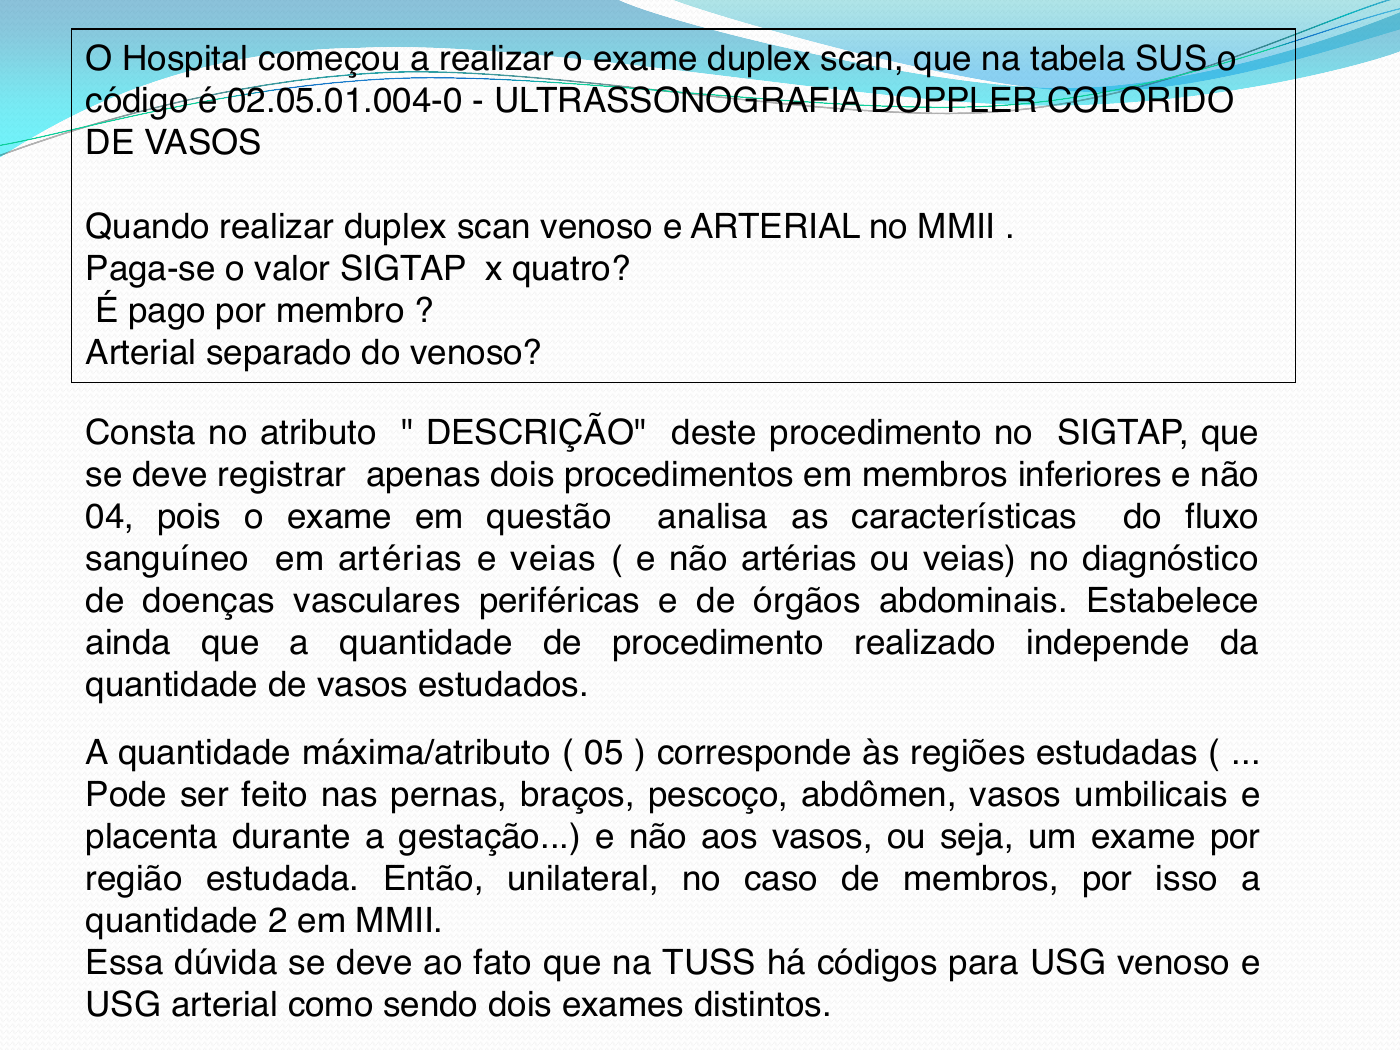 O Hospital começou a realizar o exame duplex scan, que na tabela SUS o
código é 02.05.01.004-0 - ULTRASSONOGRAFIA DOPPLER COLORIDO
DE VASOS
Quando realizar duplex scan venoso e ARTERIAL no MMII .
Paga-se o valor SIGTAP x quatro?
É pago por membro ?
Arterial separado do venoso?
Consta no atributo " DESCRIÇÃO" deste procedimento no SIGTAP, que
se deve registrar apenas dois procedimentos em membros inferiores e não
04, pois o exame em questão analisa as características do fluxo
sanguíneo em artérias e veias ( e não artérias ou veias) no diagnóstico
de doenças vasculares periféricas e de órgãos abdominais. Estabelece
ainda que a quantidade de procedimento realizado independe da
quantidade de vasos estudados.
A quantidade máxima/atributo ( 05 ) corresponde às regiões estudadas ( ...
Pode ser feito nas pernas, braços, pescoço, abdômen, vasos umbilicais e
placenta durante a gestação...) e não aos vasos, ou seja, um exame por
região estudada. Então, unilateral, no caso de membros, por isso a
quantidade 2 em MMII.
Essa dúvida se deve ao fato que na TUSS há códigos para USG venoso e
USG arterial como sendo dois exames distintos.